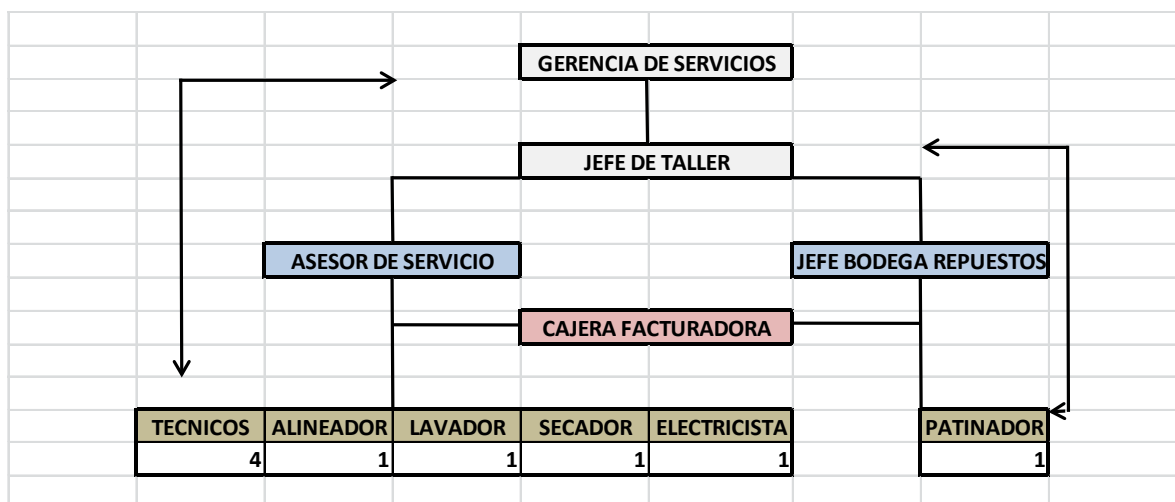 GERENCIA DE SERVICIOS
JEFE DE TALLER
ASESOR DE SERVICIO JEFE BODEGA REPUESTOS
CAJERA FACTURADORA
TECNICOS ALINEADOR LAVADOR SECADOR ELECTRICISTA PATINADOR
4 1 1 1 1 1